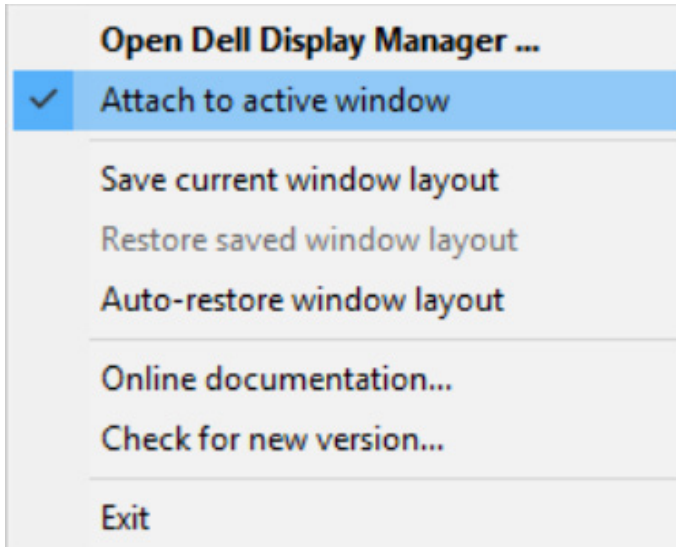 Open Dell Display Manager ...
Attach to active window
Save current window layout
Restore saved window layout
Auto-restore window layout
Online documentation...
Check for new version...
Exit